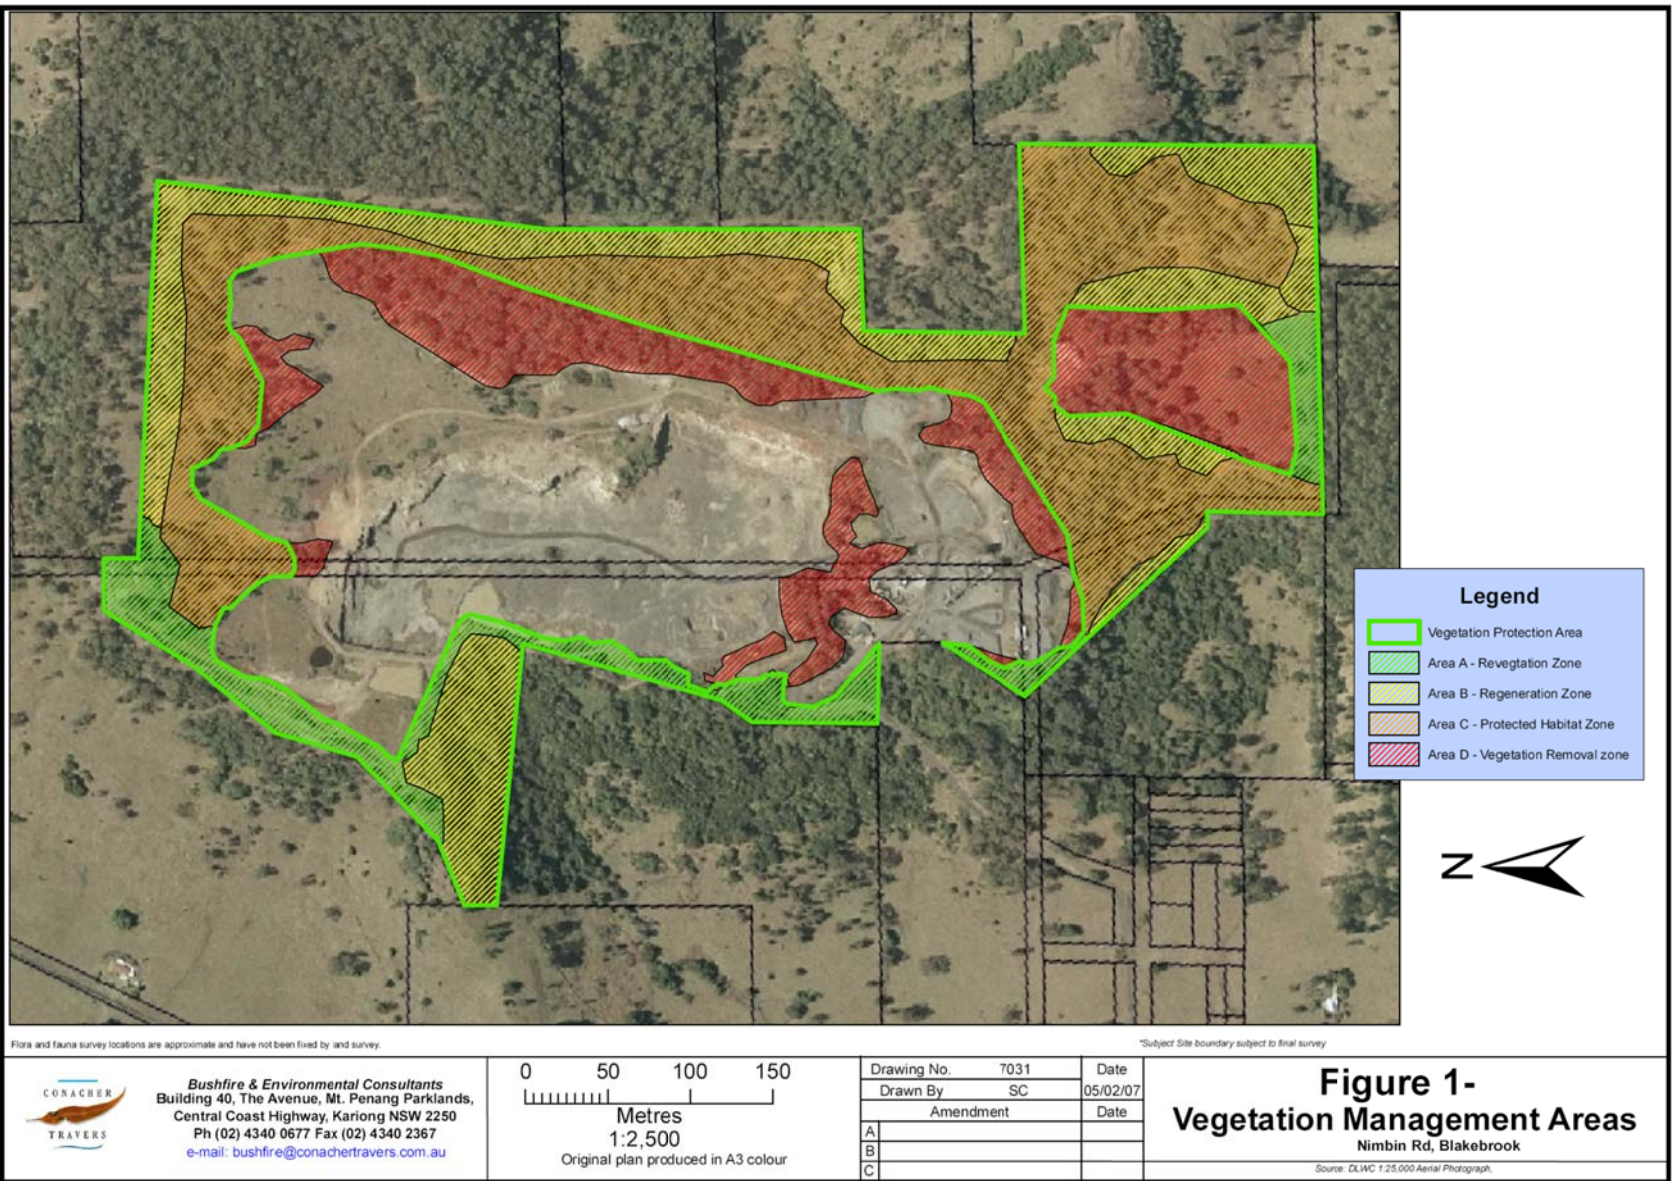 Legend
Vegetation Protection Area
Area A - Revegtation Zone
Area B - Regeneration Zone
Area C - Protected Habitat Zone
Area D - Vegetation Removal zone
N
Flora and fauna survey locations are approximate and have not been fixed by land survey.
*Subject Site boundary subject to final survey
CONACHER
TRAVERS
Bushfire & Environmental Consultants
Building 40, The Avenue, Mt. Penang Parklands,
Central Coast Highway, Kariong NSW 2250
Ph (02) 4340 0677 Fax (02) 4340 2367
e-mail: bushfire@conachertravers.com.au
0 50 100 150
Metres
1:2,500
Original plan produced in A3 colour
Drawing No. 7031 Date
Drawn By SC 05/02/07
Amendment Date
A
B
C
Figure 1-
Vegetation Management Areas
Nimbin Rd, Blakebrook
Source: DLWC 1:25,000 Aerial Photograph,